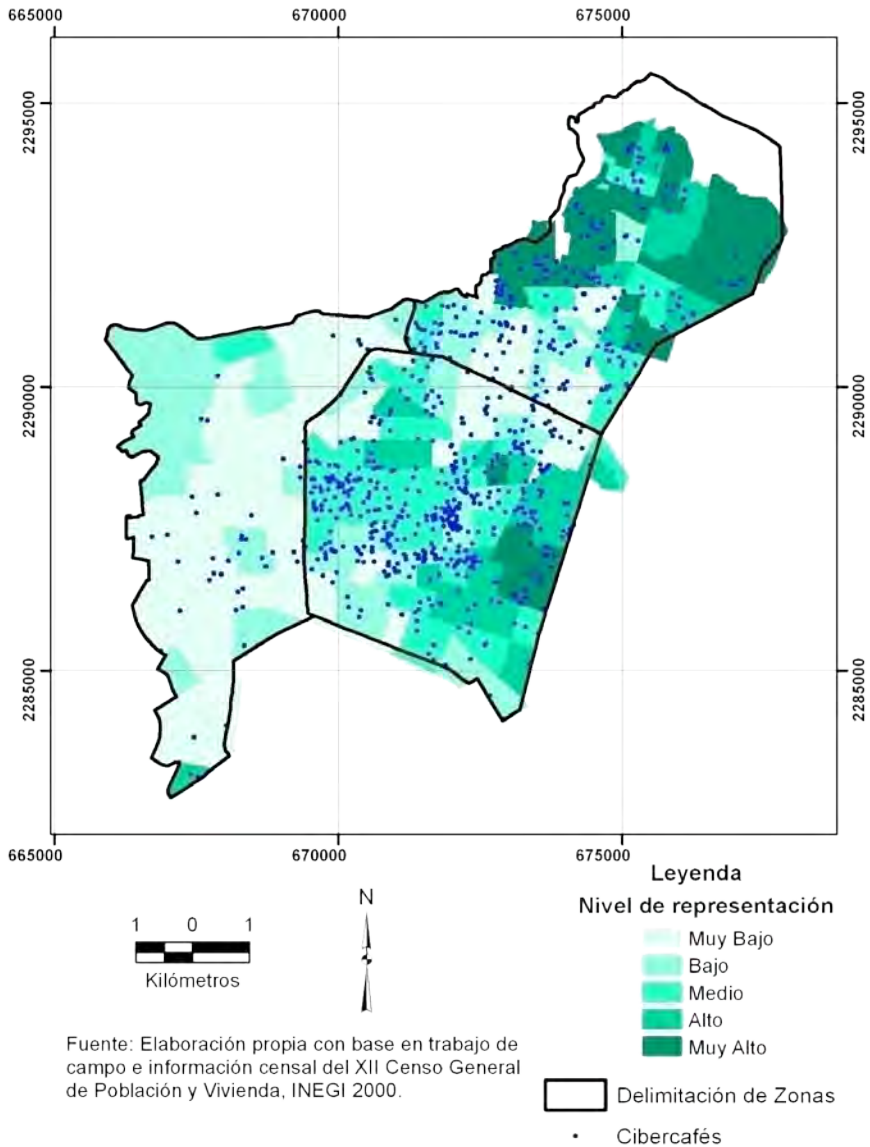 665000
670000
675000
2295000
2295000
2290000
2290000
2285000
2285000
665000
670000
675000
Leyenda
Nivel de representación
Muy Bajo
Bajo
Medio
Alto
Muy Alto
Delimitación de Zonas
Cibercafés
N
1 0 1
Kilómetros
Fuente: Elaboración propia con base en trabajo de
campo e información censal del XII Censo General
de Población y Vivienda, INEGI 2000.